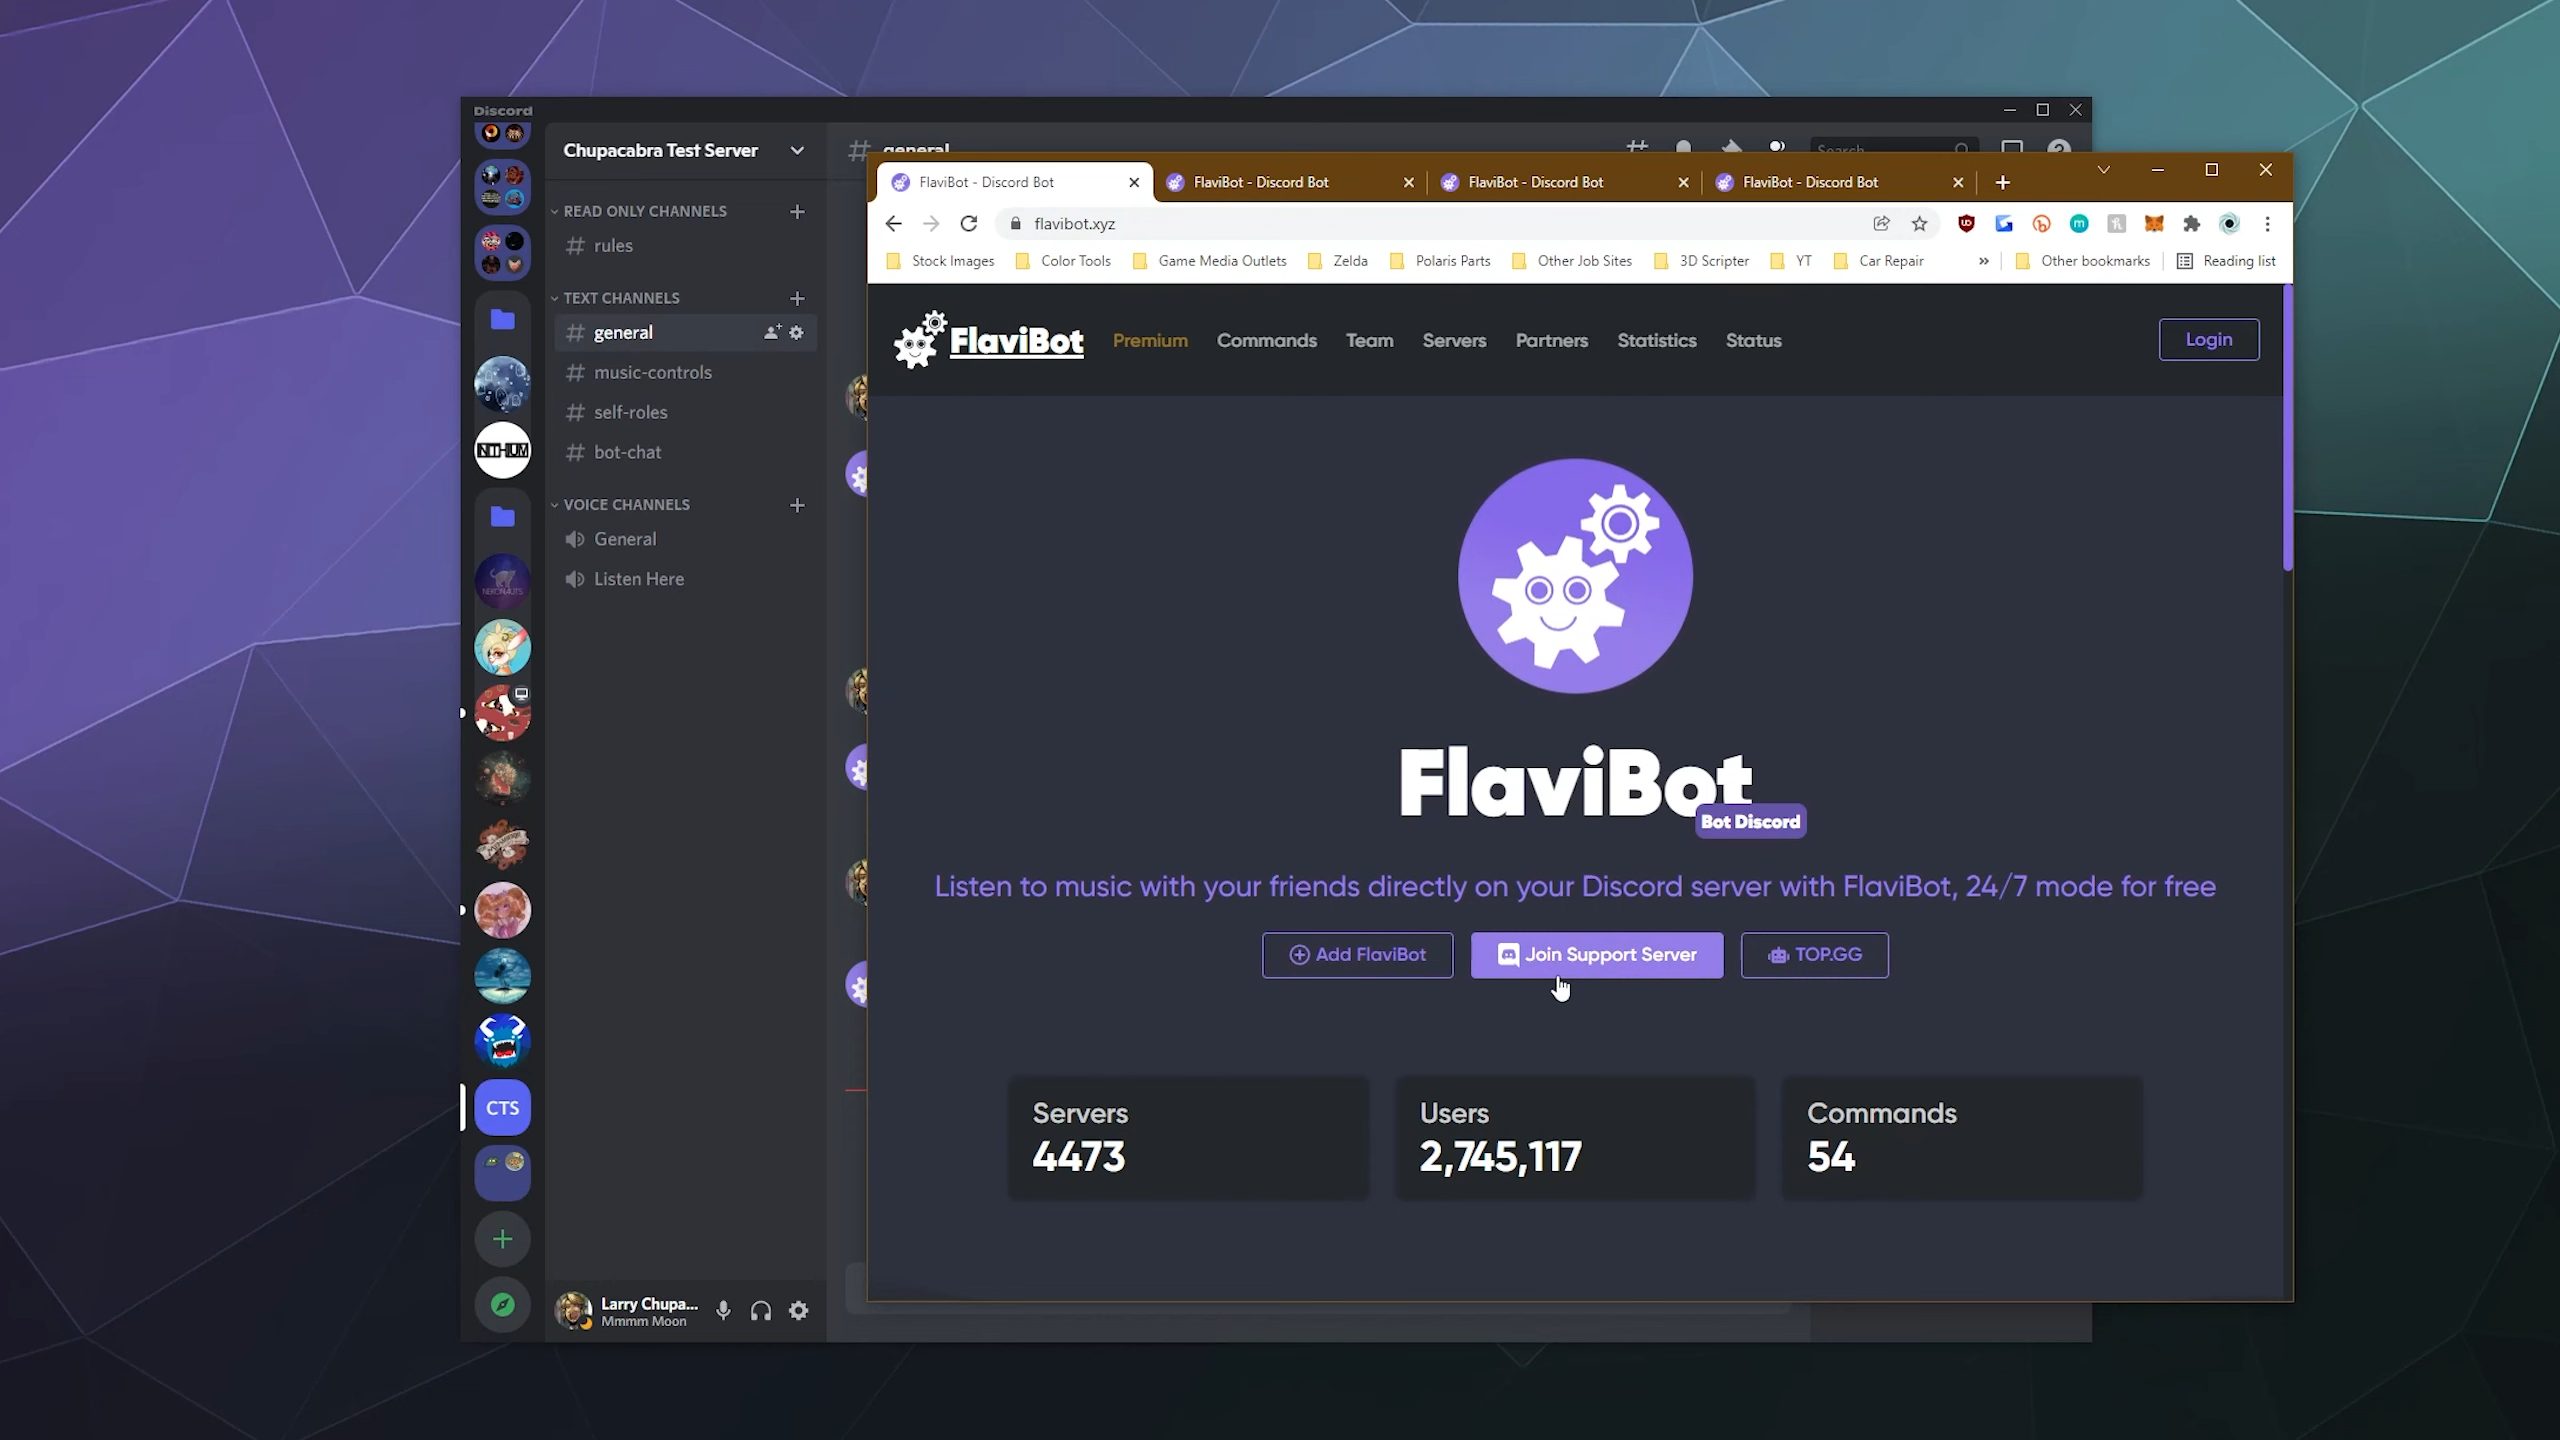 Discord
Chupacabra Test Server
READ ONLY CHANNELS
rules
TEXT CHANNELS
general
music-controls
self-roles
bot-chat
VOICE CHANNELS
General
Listen Here
CTS
Larry Chupa...
Mmmm Moon
general
Search
FlaviBot - Discord Bot
FlaviBot - Discord Bot
FlaviBot - Discord Bot
FlaviBot - Discord Bot
flavibot.xyz
Stock Images
Color Tools
Game Media Outlets
Zelda
Polaris Parts
Other Job Sites
3D Scripter
YT
Car Repair
»
Other bookmarks
Reading list
FlaviBot
Premium
Commands
Team
Servers
Partners
Statistics
Status
Login
FlaviBot
Bot Discord
Listen to music with your friends directly on your Discord server with FlaviBot, 24/7 mode for free
Add FlaviBot
Join Support Server
TOP.GG
Servers
4473
Users
2,745,117
Commands
54